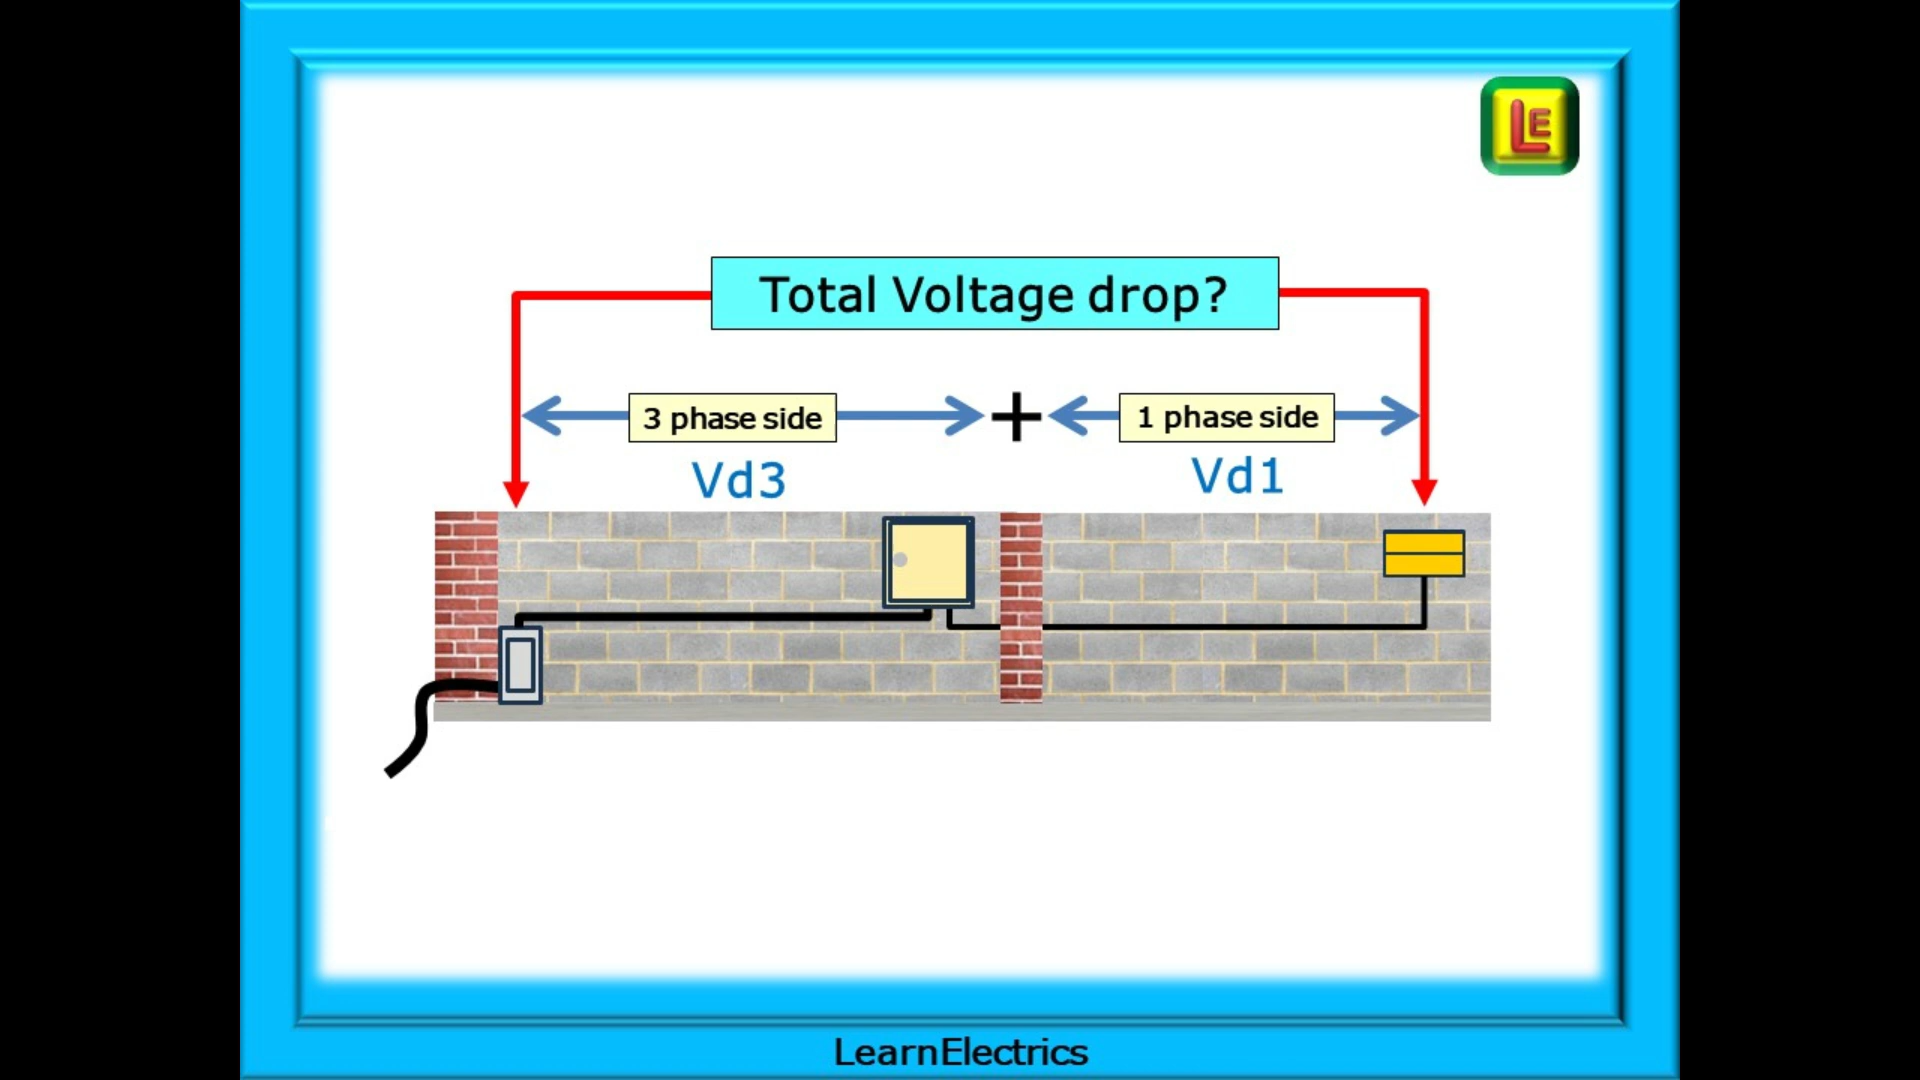 LE
Total Voltage drop?
3 phase side + 1 phase side
Vd3 Vd1
LearnElectrics